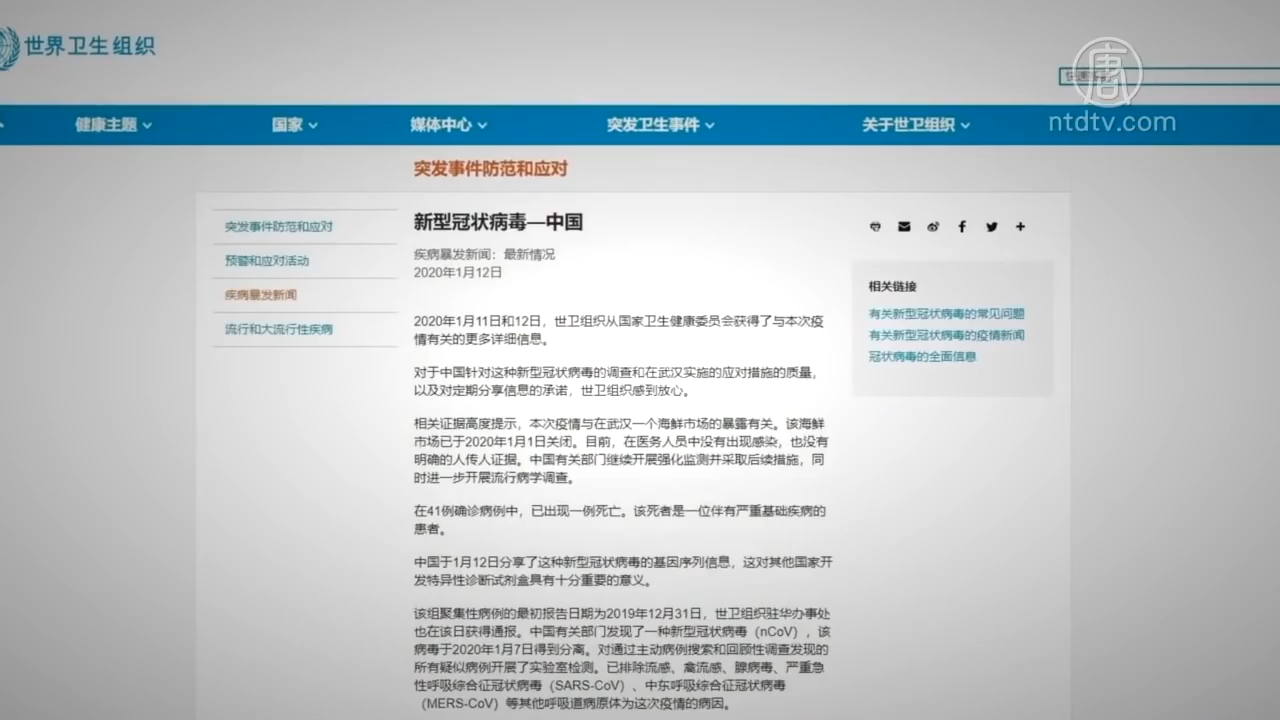 世界卫生组织
唐
ntdtv.com
健康主题
国家
媒体中心
突发卫生事件
关于世卫组织
突发事件防范和应对
突发事件防范和应对
预警和应对活动
疾病暴发新闻
流行和大流行性疾病
新型冠状病毒—中国
疾病暴发新闻：最新情况
2020年1月12日
2020年1月11日和12日，世卫组织从国家卫生健康委员会获得了与本次疫
情有关的更多详细信息。
对于中国针对这种新型冠状病毒的调查和在武汉实施的应对措施的质量，
以及对定期分享信息的承诺，世卫组织感到放心。
相关证据高度提示，本次疫情与在武汉一个海鲜市场的暴露有关。该海鲜
市场已于2020年1月1日关闭。目前，在医务人员中没有出现感染，也没有
明确的人传人证据。中国有关部门继续开展强化监测并采取后续措施，同
时进一步开展流行病学调查。
在41例确诊病例中，已出现一例死亡。该死者是一位伴有严重基础疾病的
患者。
中国于1月12日分享了这种新型冠状病毒的基因序列信息，这对其他国家开
发特异性诊断试剂盒具有十分重要的意义。
该组聚集性病例的最初报告日期为2019年12月31日，世卫组织驻华办事处
也在该日获得通报。中国有关部门发现了一种新型冠状病毒（nCoV），该
病毒于2020年1月7日得到分离。对通过主动病例搜索和回顾性调查发现的
所有疑似病例开展了实验室检测。已排除流感、禽流感、腺病毒、严重急
性呼吸综合征冠状病毒（SARS-CoV）、中东呼吸综合征冠状病毒
（MERS-CoV）等其他呼吸道病原体为这次疫情的病因。
相关链接
有关新型冠状病毒的常见问题
有关新型冠状病毒的疫情新闻
冠状病毒的全面信息